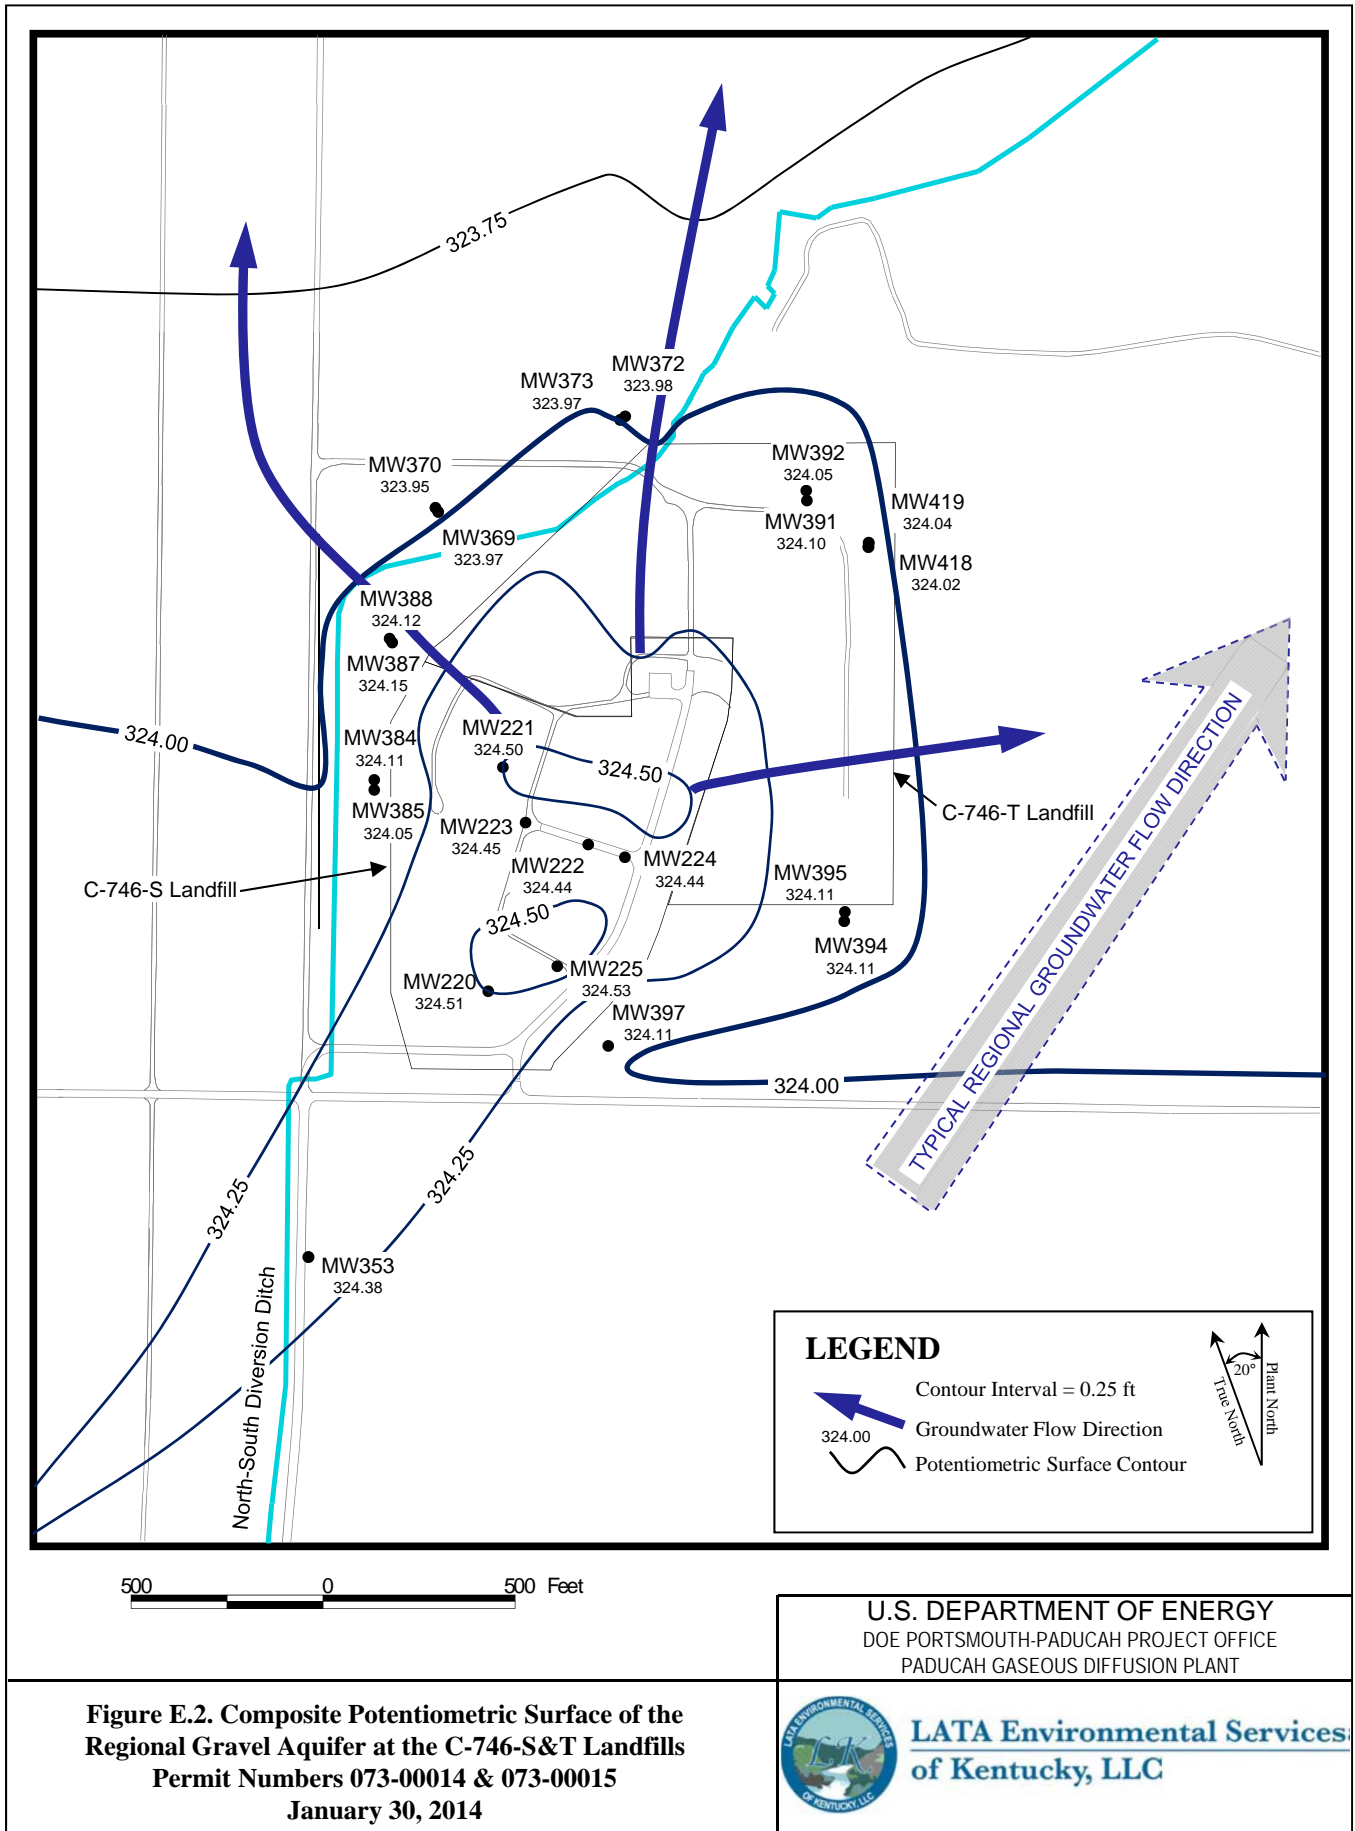 323.75
MW372
323.98
MW373
323.97
MW370
323.95
MW369
323.97
MW392
324.05
MW391
324.10
MW419
324.04
MW418
324.02
MW388
324.12
MW387
324.15
MW221
324.50
324.50
324.00
MW384
324.11
MW385
324.05
MW223
324.45
MW222
324.44
MW224
324.44
C-746-T Landfill
C-746-S Landfill
MW395
324.11
MW394
324.11
324.50
MW220
324.51
MW225
324.53
MW397
324.11
324.00
TYPICAL REGIONAL GROUNDWATER FLOW DIRECTION
324.25
324.25
MW353
324.38
North-South Diversion Ditch
LEGEND
Contour Interval = 0.25 ft
Groundwater Flow Direction
324.00
Potentiometric Surface Contour
20°
True North
Plant North
500 0 500 Feet
U.S. DEPARTMENT OF ENERGY
DOE PORTSMOUTH-PADUCAH PROJECT OFFICE
PADUCAH GASEOUS DIFFUSION PLANT
Figure E.2. Composite Potentiometric Surface of the
Regional Gravel Aquifer at the C-746-S&T Landfills
Permit Numbers 073-00014 & 073-00015
January 30, 2014
LATA ENVIRONMENTAL SERVICES
LK
OF KENTUCKY, LLC
LATA Environmental Services
of Kentucky, LLC